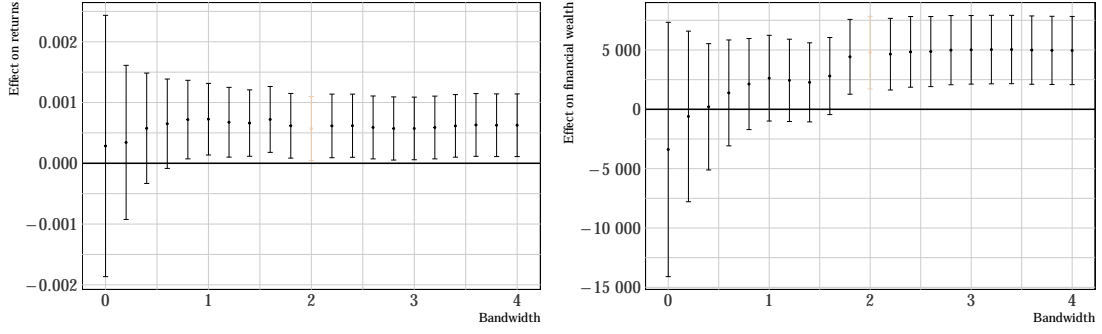 Effect on returns
0.002
0.001
0.000
−0.001
−0.002
0 1 2 3 4
Bandwidth
Effect on financial wealth
5 000
0
−5 000
−10 000
−15 000
0 1 2 3 4
Bandwidth